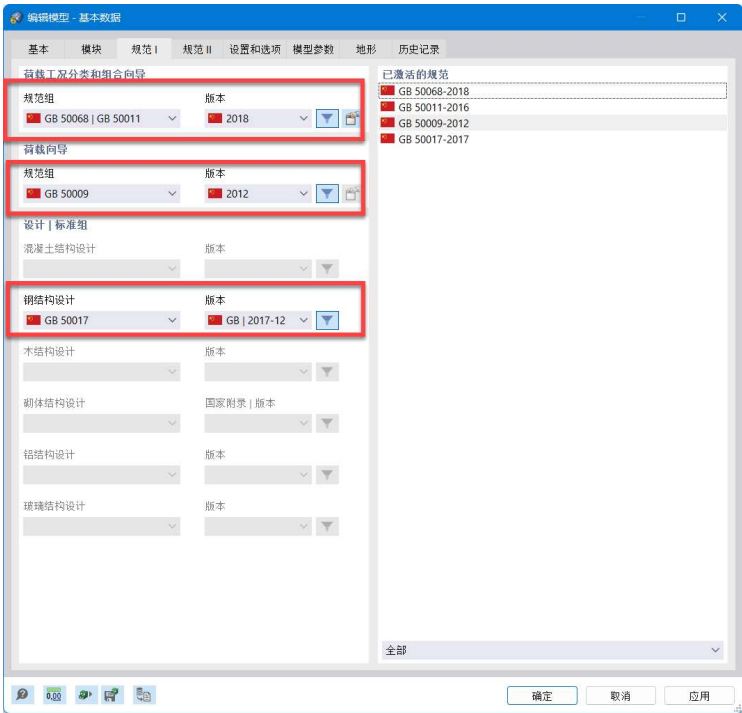 编辑模型 - 基本数据
基本 模块 规范 I 规范 II 设置和选项 模型参数 地形 历史记录
荷载工况分类和组合向导
规范组 版本
GB 50068 | GB 50011 2018
荷载向导
规范组 版本
GB 50009 2012
设计 | 标准组
混凝土结构设计 版本
钢结构设计 版本
GB 50017 GB | 2017-12
木结构设计 版本
砌体结构设计 国家附录 | 版本
铝结构设计 版本
玻璃结构设计 版本
已激活的规范
GB 50068-2018
GB 50011-2016
GB 50009-2012
GB 50017-2017
全部
0,00
确定 取消 应用